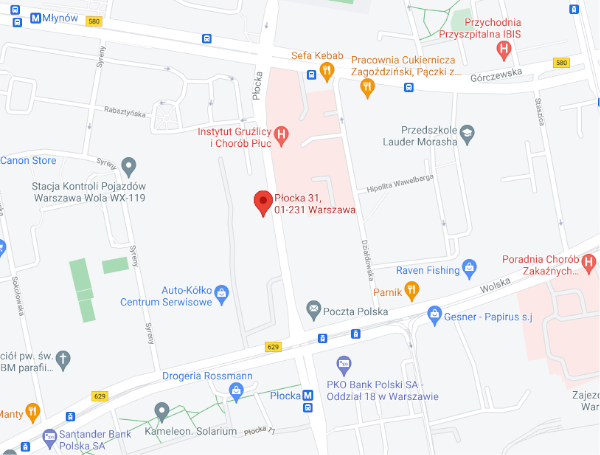 Młynów
580
Syreny
Płocka
Rabsztyńska
Sefa Kebab
Pracownia Cukiernicza
Zagoździński, Pączki z...
Przychodnia
Przyszpitalna IBIS
Górczewska
580
Staszica
Instytut Gruźlicy
i Chorób Płuc
Przedszkole
Lauder Morasha
Canon Store
Syreny
Stacja Kontroli Pojazdów
Warszawa Wola WX-119
Hipolita Wawelberga
Płocka 31,
01-231 Warszawa
Działdowska
Syreny
Sokołowska
Raven Fishing
Poradnia Chorób
Zakaźnych...
Auto-Kółko
Centrum Serwisowe
Parnik
Wolska
Poczta Polska
Gesner - Papirus s.j
629
ciół pw. św.
BM parafii...
629
Drogeria Rossmann
PKO Bank Polski SA -
Oddział 18 w Warszawie
Płocka
Manty
Zajez
War
Kameleon. Solarium
Płocka
Santander Bank
Polska SA